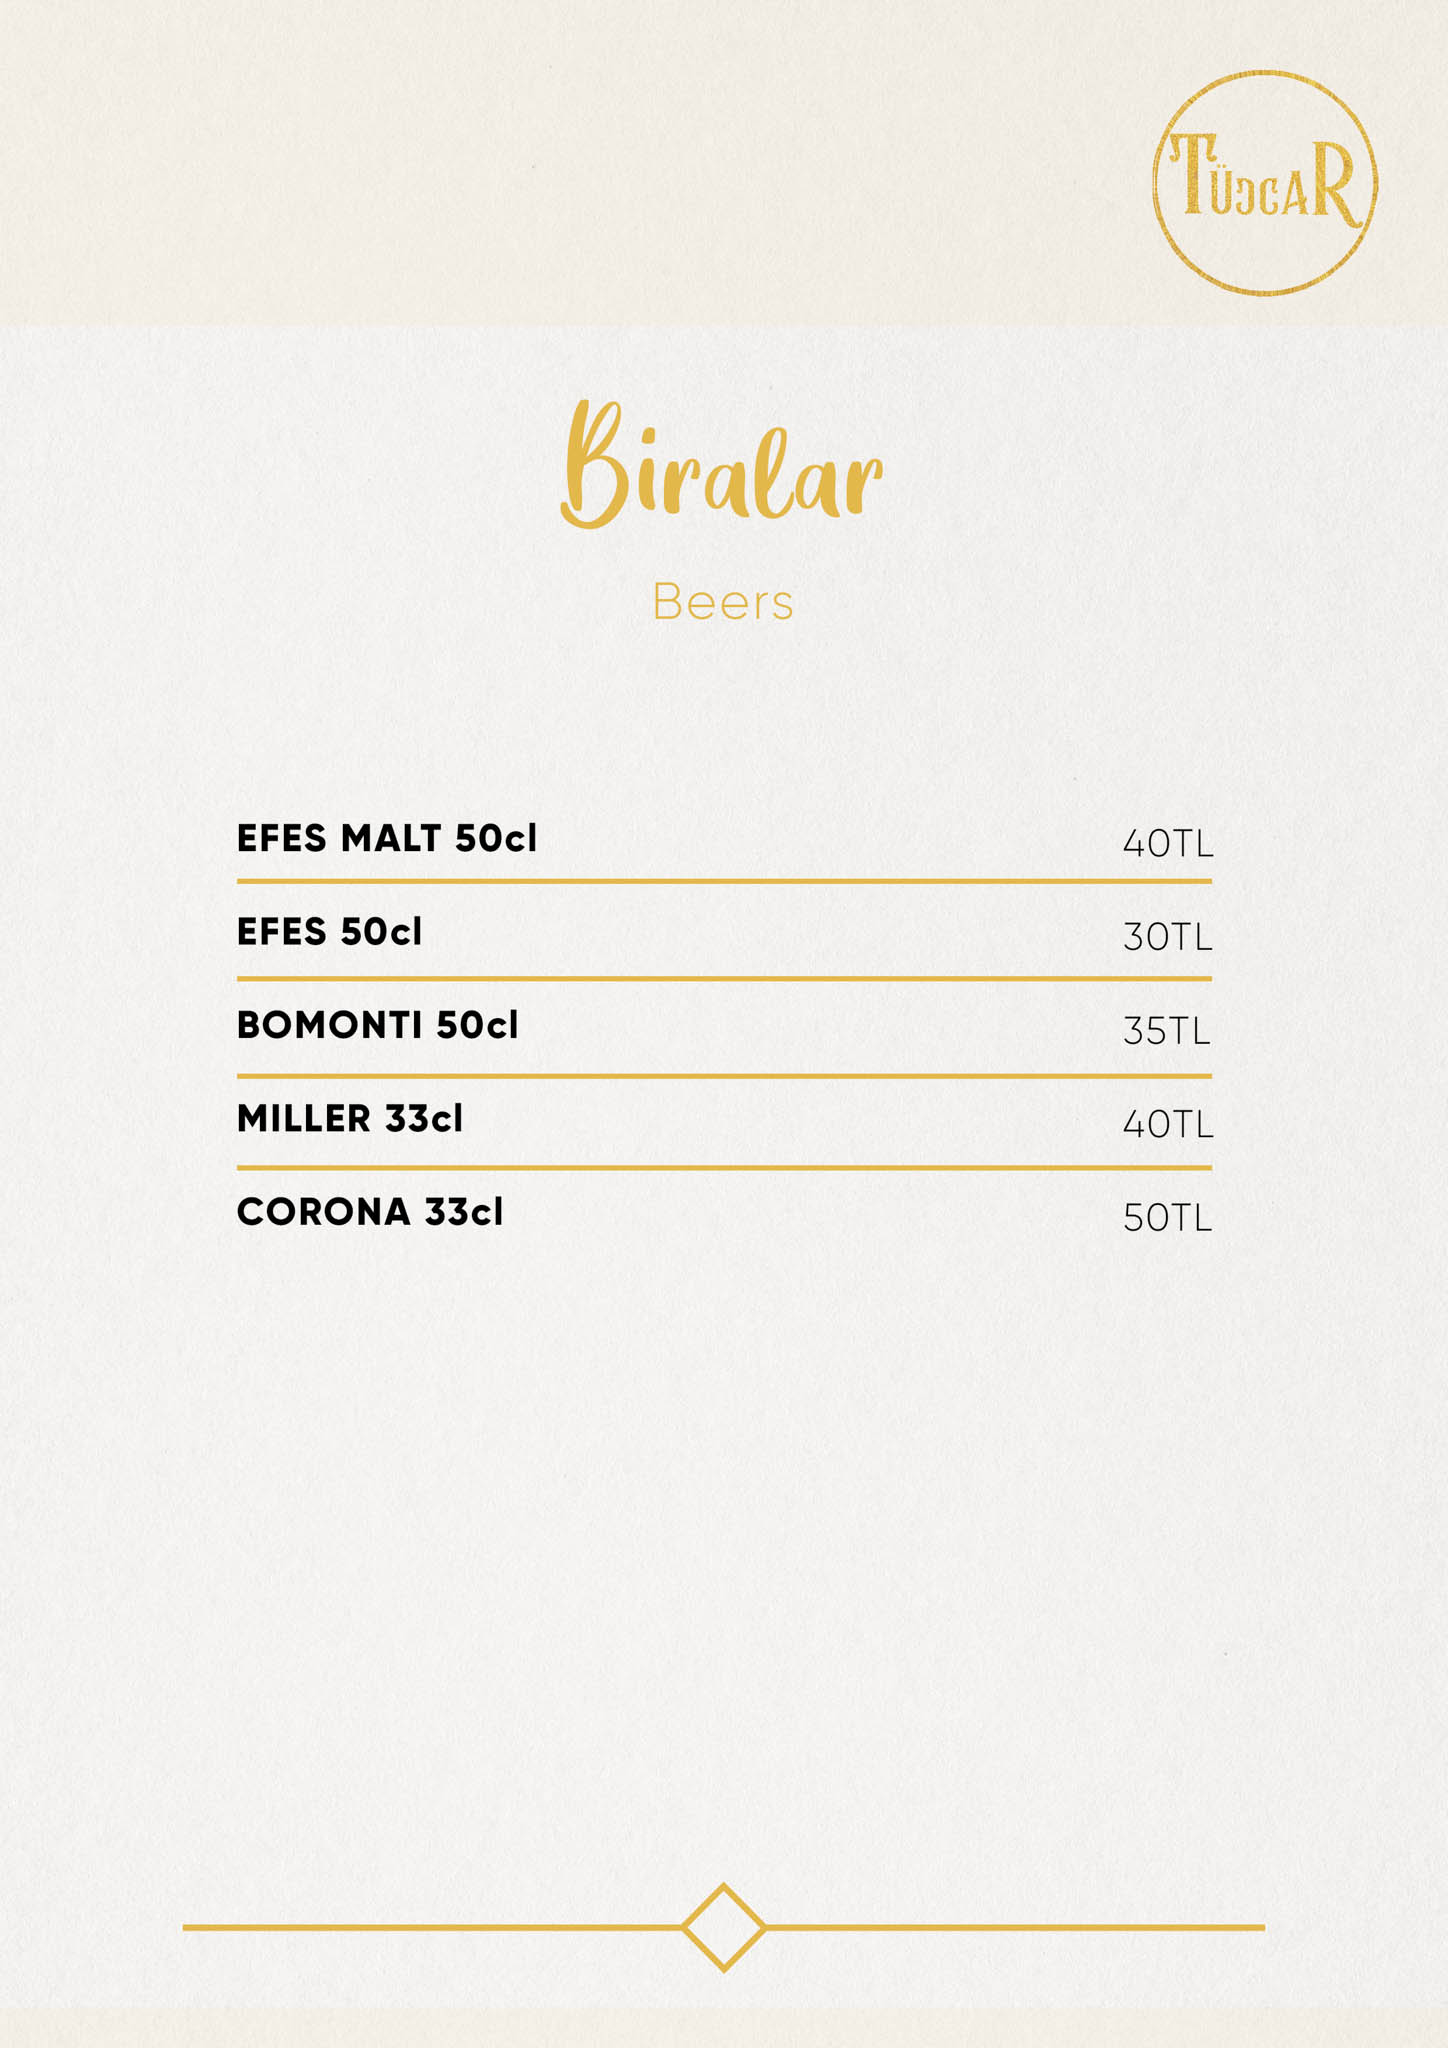 TÜCCAR
Biralar
Beers
EFES MALT 50cl 40TL
EFES 50cl 30TL
BOMONTI 50cl 35TL
MILLER 33cl 40TL
CORONA 33cl 50TL